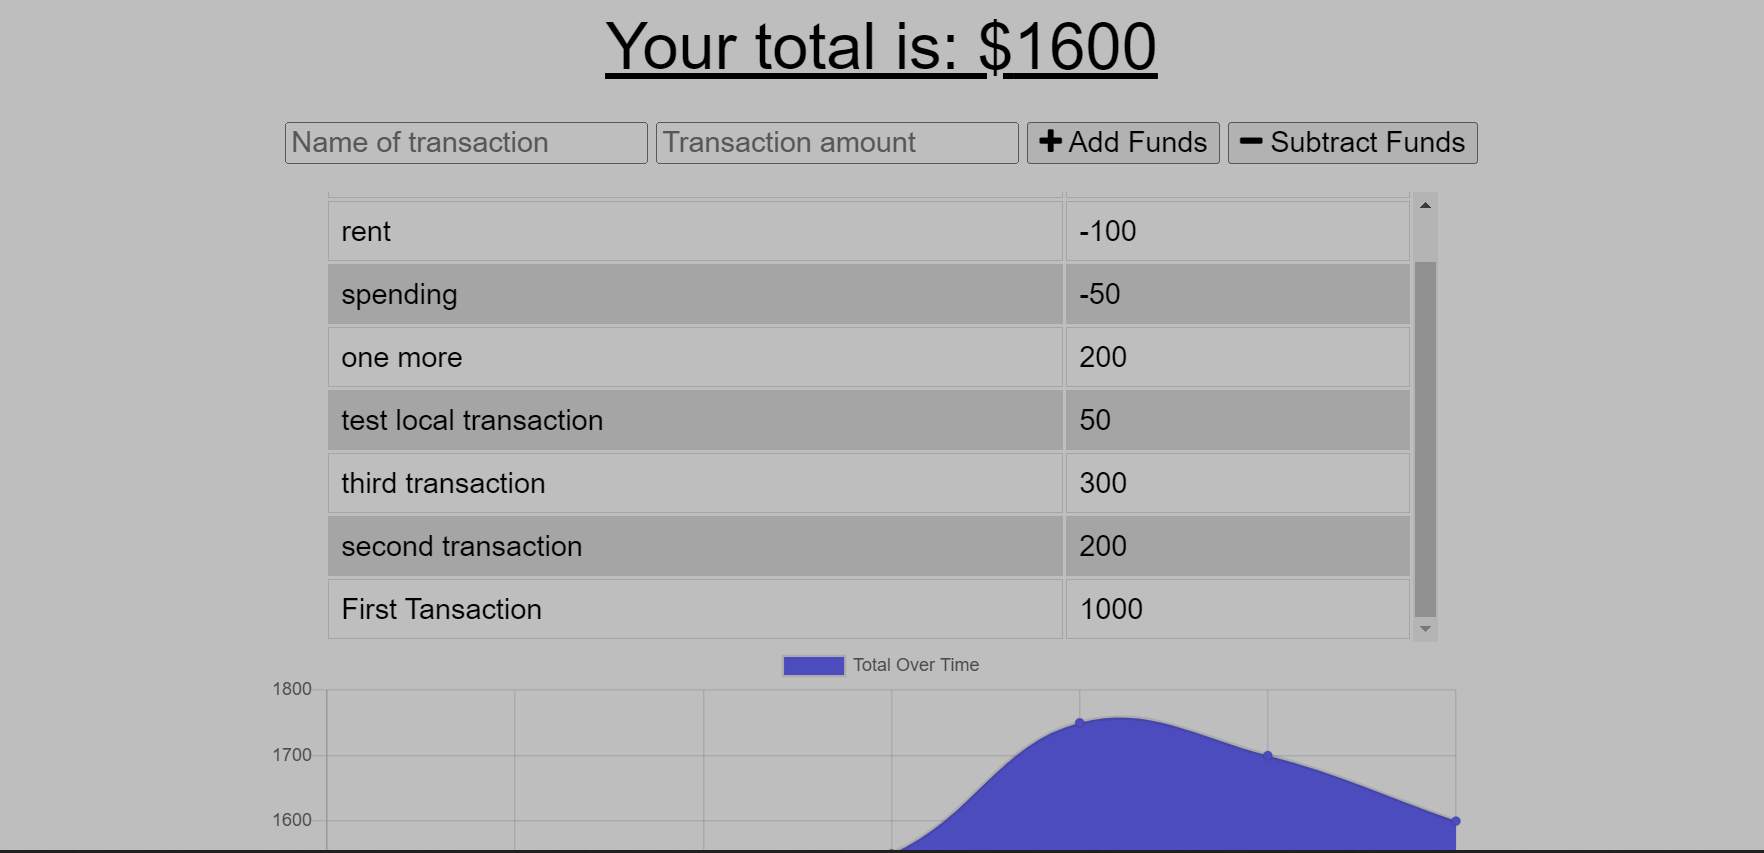 Your total is: $1600
Name of transaction Transaction amount Add Funds Subtract Funds
rent -100
spending -50
one more 200
test local transaction 50
third transaction 300
second transaction 200
First Tansaction 1000
Total Over Time
1800
1700
1600